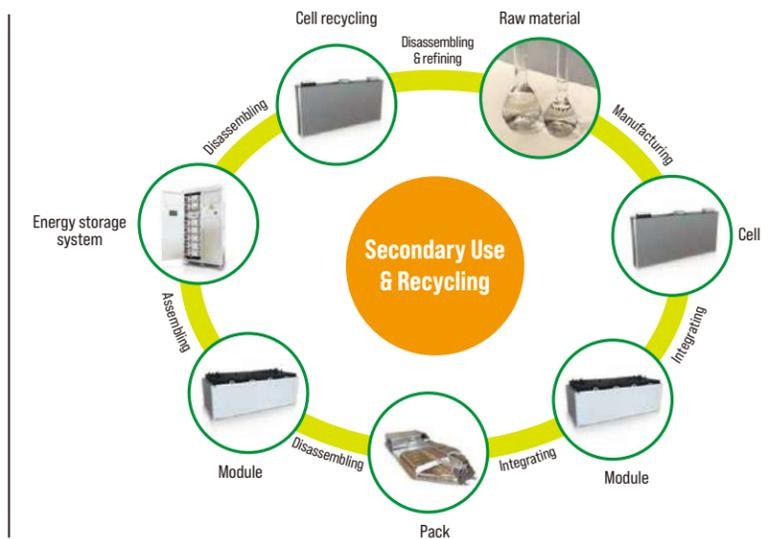 Cell recycling
Disassembling
& refining
Raw material
Manufacturing
Cell
Integrating
Module
Integrating
Pack
Disassembling
Module
Assembling
Energy storage
system
Disassembling
Secondary Use
& Recycling